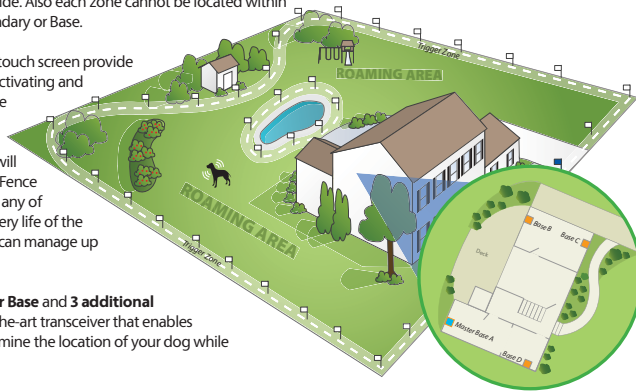 ide. Also each zone cannot be located within
ndary or Base.
touch screen provide
ctivating and
e
will
Fence
any of
ery life of the
can manage up
r Base and 3 additional
he-art transceiver that enables
rmine the location of your dog while
Trigger Zone
ROAMING AREA
ROAMING AREA
Trigger Zone
Base B
Base C
Deck
Master Base A
Base D